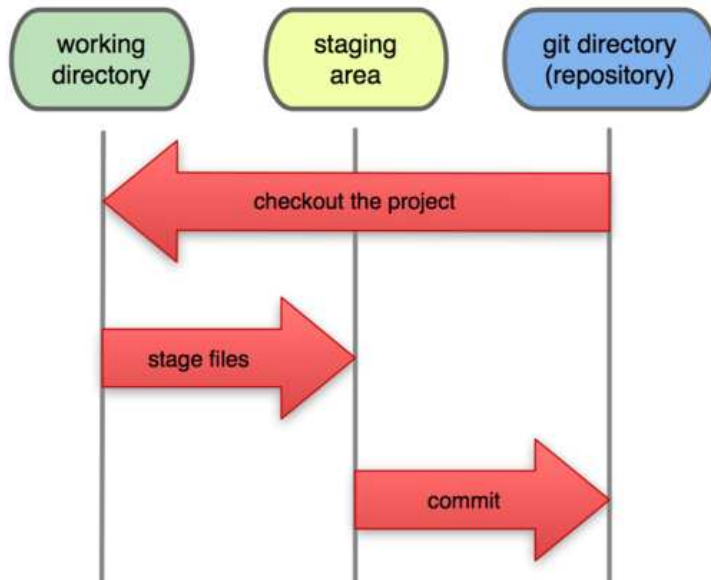 working
directory
staging
area
git directory
(repository)
checkout the project
stage files
commit